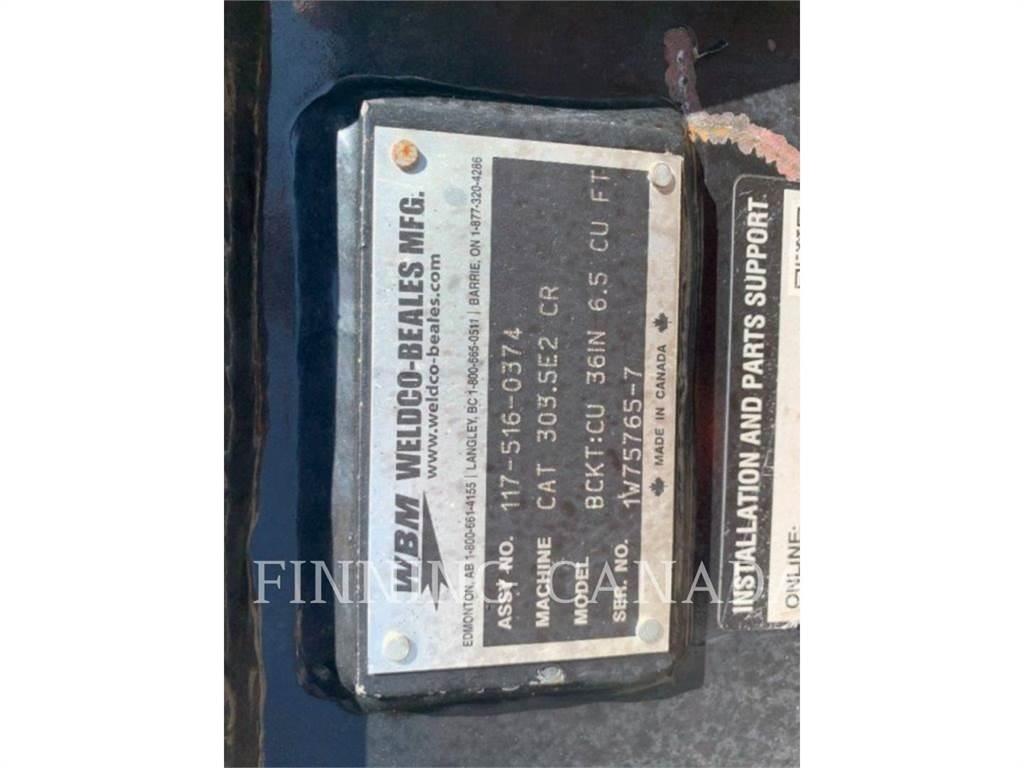 WBM WELDCO-BEALES MFG.
www.weldco-beales.com
EDMONTON, AB 1-800-661-4155 | LANGLEY, BC 1-800-665-0511 | BARRIE, ON 1-877-320-4286
ASSY NO. 117-516-0374
MACHINE CAT 303.5E2 CR
MODEL BCKT:CU 36IN 6.5 CU FT
SER. NO. 1W75765-7
MADE IN CANADA
INSTALLATION AND PARTS SUPPORT
ONLINE:
FINNING CANADA